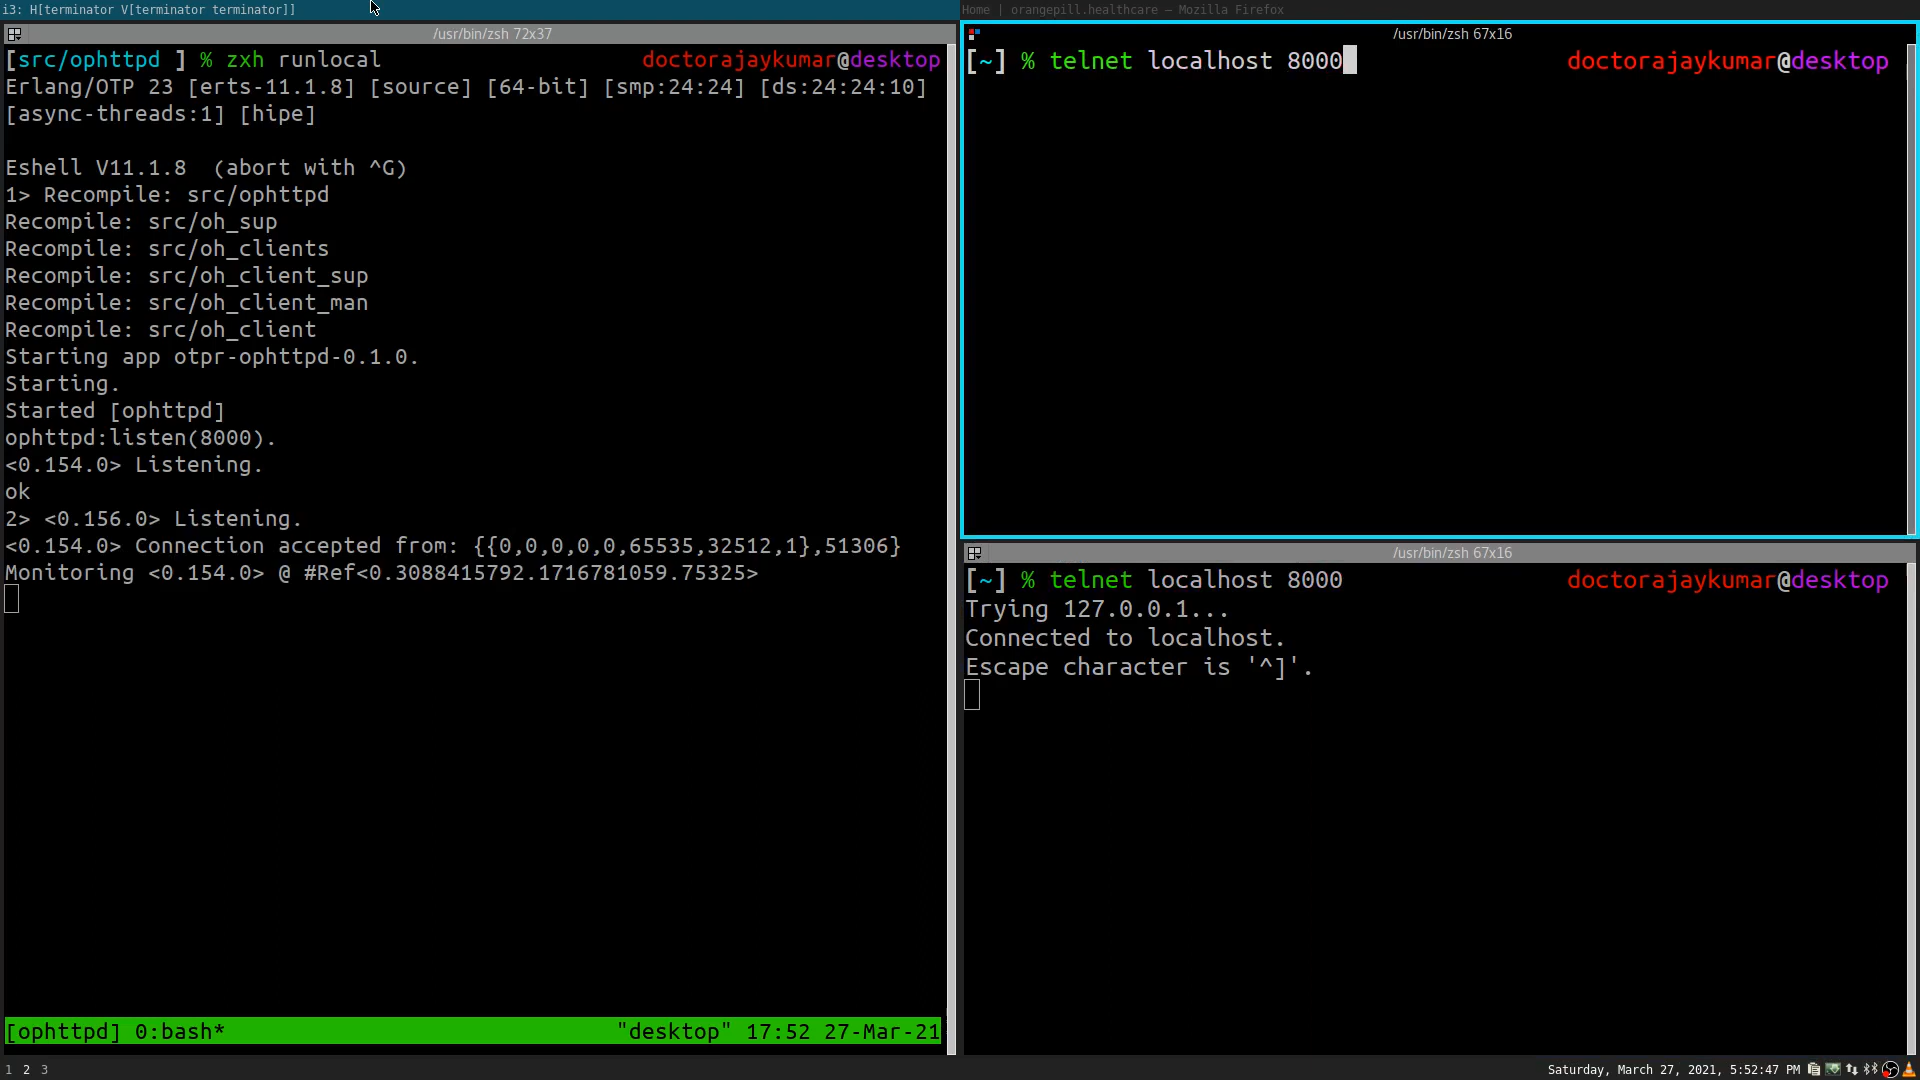 i3: H[terminator V[terminator terminator]]
Home | orangepill.healthcare — Mozilla Firefox
/usr/bin/zsh 72x37
[src/ophttpd ] % zxh runlocal doctorajaykumar@desktop
Erlang/OTP 23 [erts-11.1.8] [source] [64-bit] [smp:24:24] [ds:24:24:10]
[async-threads:1] [hipe]
Eshell V11.1.8  (abort with ^G)
1> Recompile: src/ophttpd
Recompile: src/oh_sup
Recompile: src/oh_clients
Recompile: src/oh_client_sup
Recompile: src/oh_client_man
Recompile: src/oh_client
Starting app otpr-ophttpd-0.1.0.
Starting.
Started [ophttpd]
ophttpd:listen(8000).
<0.154.0> Listening.
ok
2> <0.156.0> Listening.
<0.154.0> Connection accepted from: {{0,0,0,0,0,65535,32512,1},51306}
Monitoring <0.154.0> @ #Ref<0.3088415792.1716781059.75325>
[ophttpd] 0:bash* "desktop" 17:52 27-Mar-21
/usr/bin/zsh 67x16
[~] % telnet localhost 8000 doctorajaykumar@desktop
/usr/bin/zsh 67x16
[~] % telnet localhost 8000 doctorajaykumar@desktop
Trying 127.0.0.1...
Connected to localhost.
Escape character is '^]'.
1 2 3
Saturday, March 27, 2021, 5:52:47 PM